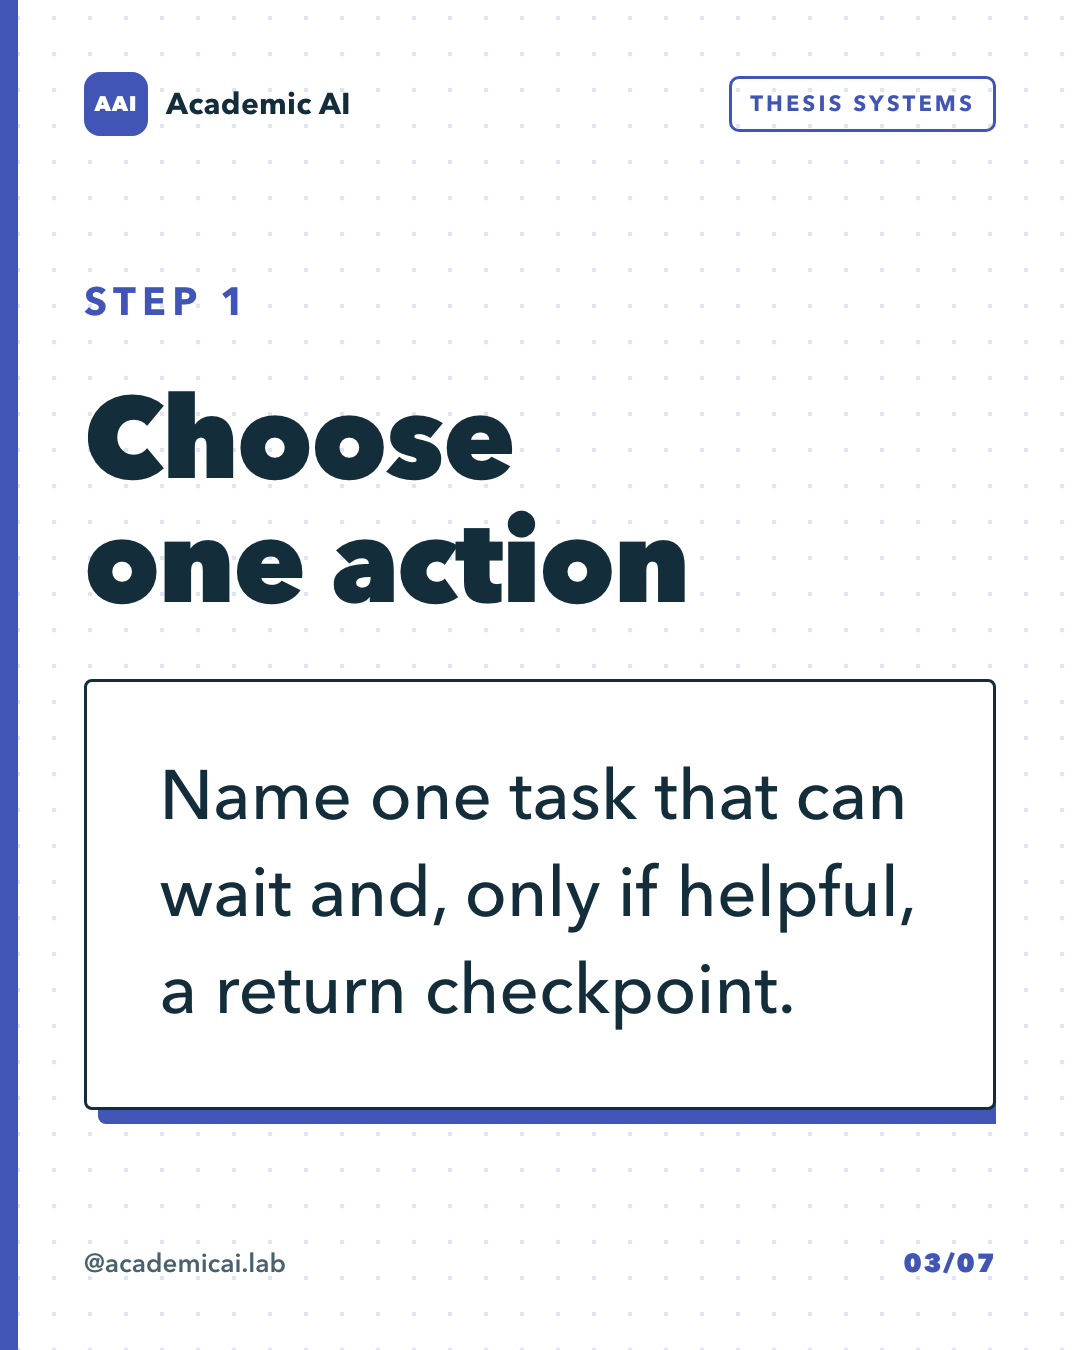 AAI Academic AI
THESIS SYSTEMS
STEP 1
Choose
one action
Name one task that can
wait and, only if helpful,
a return checkpoint.
@academicai.lab
03/07